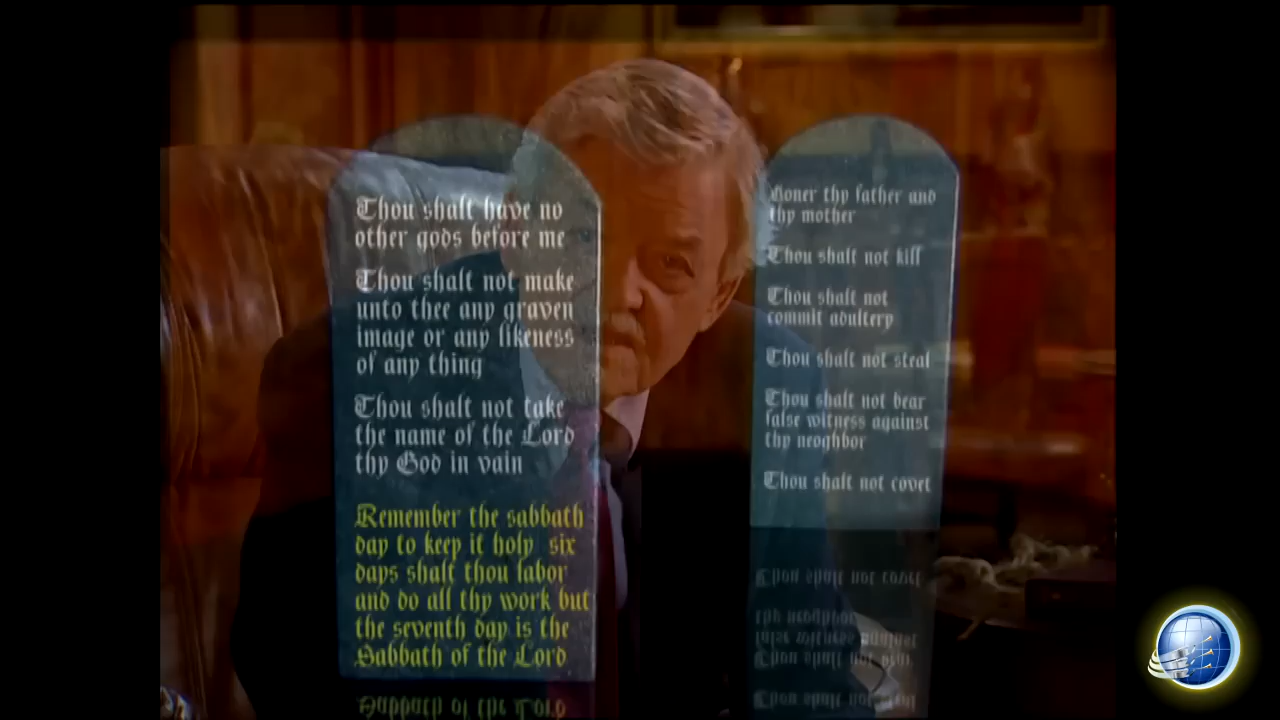 Thou shalt have no
other gods before me
Thou shalt not make
unto thee any graven
image or any likeness
of any thing
Thou shalt not take
the name of the Lord
thy God in vain
Remember the sabbath
day to keep it holy six
days shalt thou labor
and do all thy work but
the seventh day is the
Sabbath of the Lord
Honer thy father and
thy mother
Thou shalt not kill
Thou shalt not
commit adultery
Thou shalt not steal
Thou shalt not bear
false witness against
thy neoghbor
Thou shalt not covet